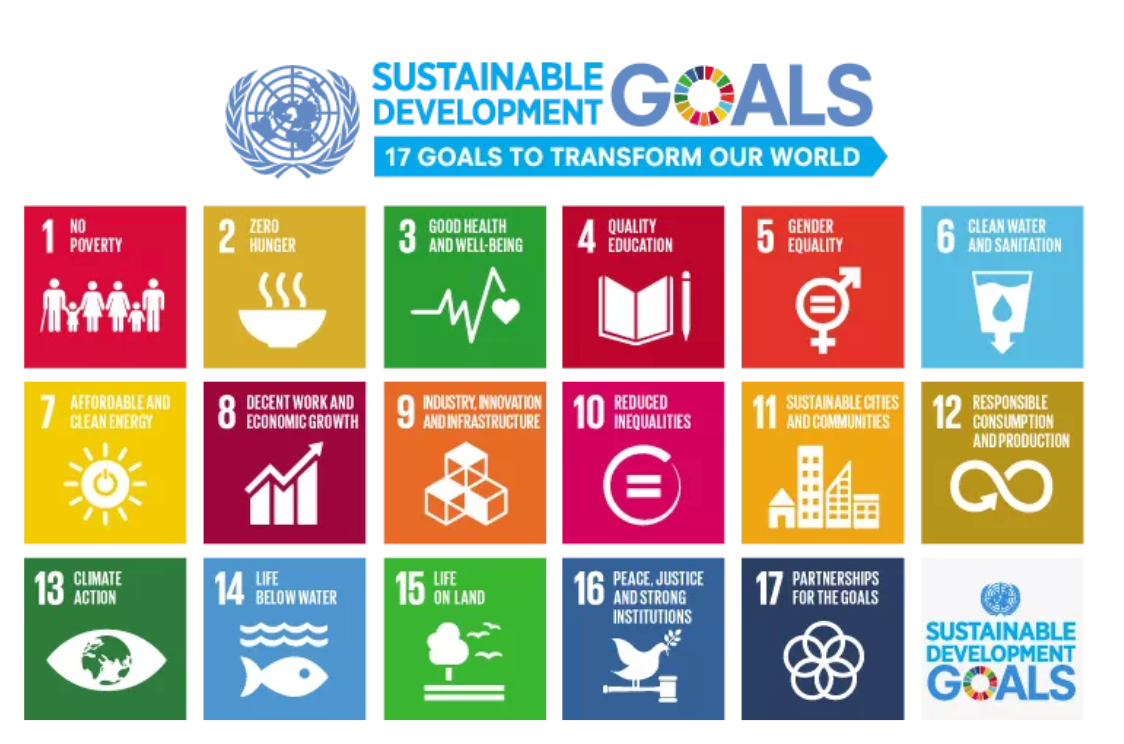 SUSTAINABLE
DEVELOPMENT
GOALS
17 GOALS TO TRANSFORM OUR WORLD
1 NO
POVERTY
2 ZERO
HUNGER
3 GOOD HEALTH
AND WELL-BEING
4 QUALITY
EDUCATION
5 GENDER
EQUALITY
6 CLEAN WATER
AND SANITATION
7 AFFORDABLE AND
CLEAN ENERGY
8 DECENT WORK AND
ECONOMIC GROWTH
9 INDUSTRY, INNOVATION
AND INFRASTRUCTURE
10 REDUCED
INEQUALITIES
11 SUSTAINABLE CITIES
AND COMMUNITIES
12 RESPONSIBLE
CONSUMPTION
AND PRODUCTION
13 CLIMATE
ACTION
14 LIFE
BELOW WATER
15 LIFE
ON LAND
16 PEACE, JUSTICE
AND STRONG
INSTITUTIONS
17 PARTNERSHIPS
FOR THE GOALS
SUSTAINABLE
DEVELOPMENT
GOALS